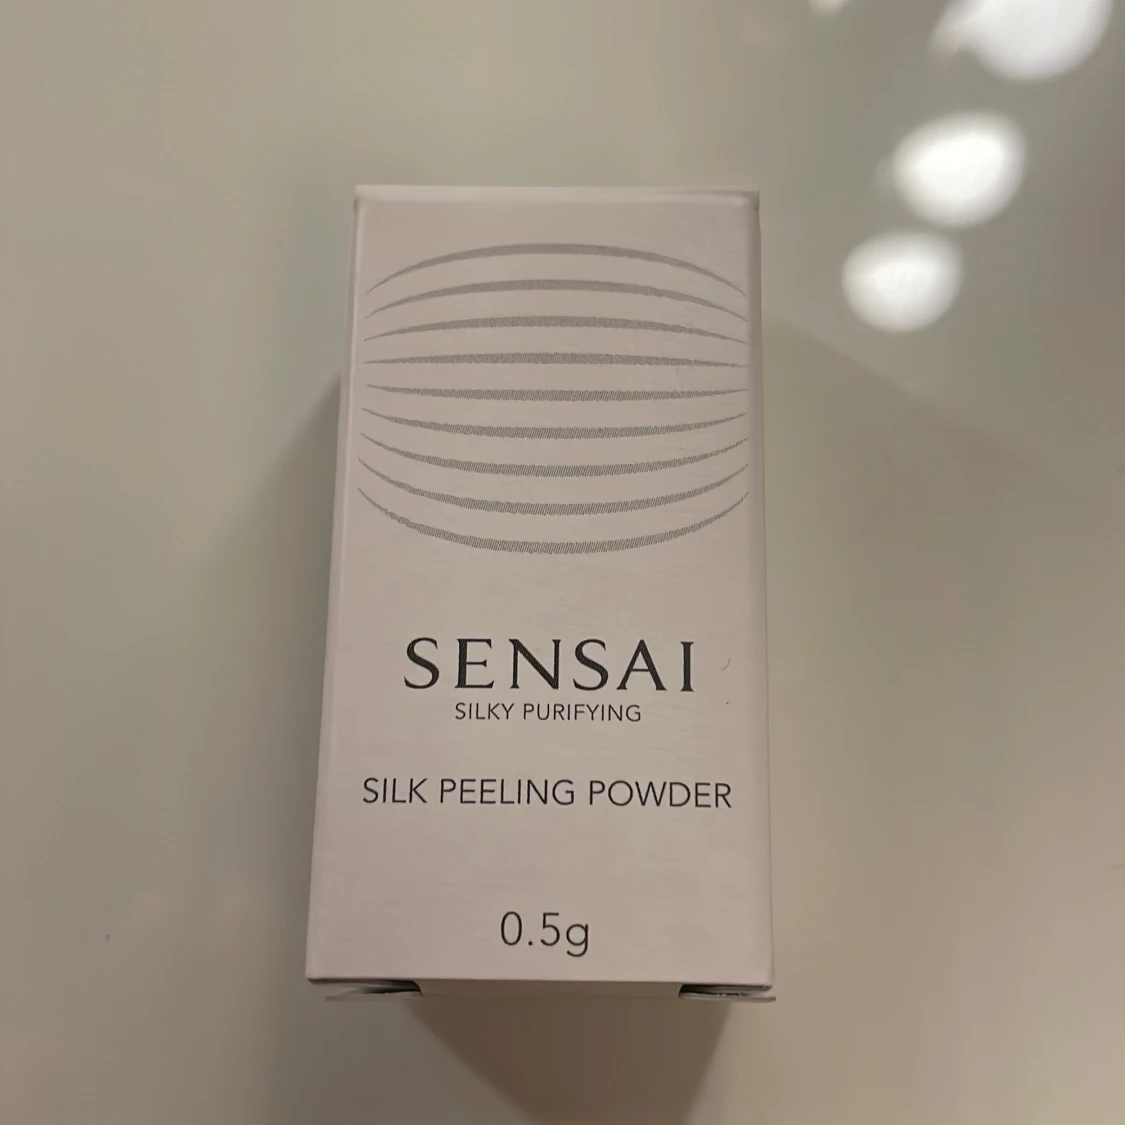 SENSAI
SILKY PURIFYING
SILK PEELING POWDER
0.5g